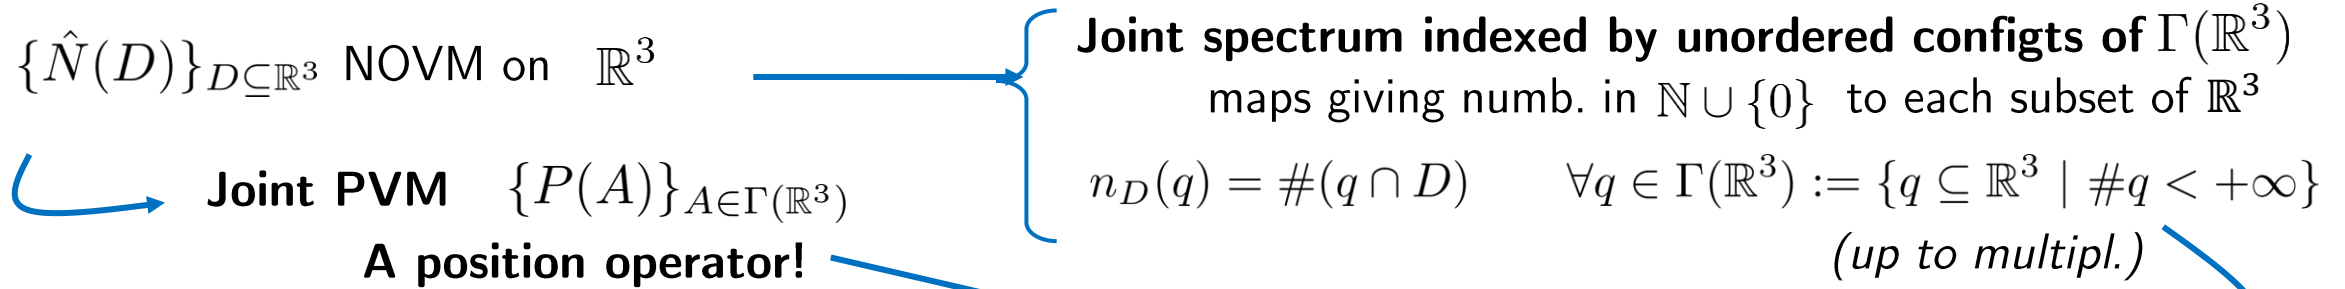 {N̂(D)}_{D⊆ℝ³} NOVM on ℝ³
Joint PVM {P(A)}_{A∈Γ(ℝ³)}
A position operator!
Joint spectrum indexed by unordered configts of Γ(ℝ³)
maps giving numb. in ℕ ∪ {0} to each subset of ℝ³
n_D(q) = #(q ∩ D) ∀q ∈ Γ(ℝ³) := {q ⊆ ℝ³ | #q < +∞}
(up to multipl.)